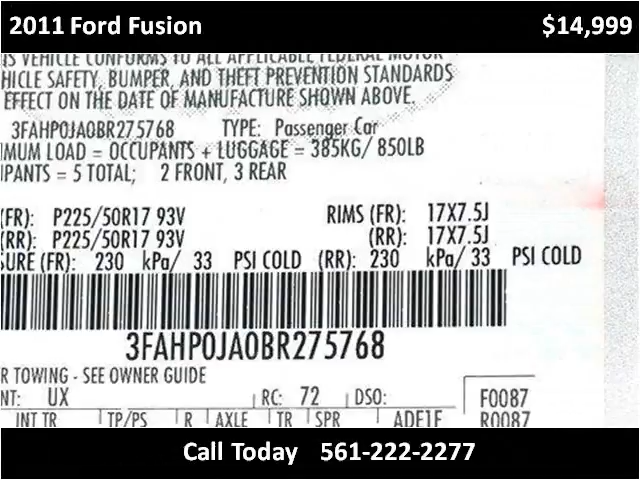 2011 Ford Fusion $14,999
IS VEHICLE CONFORMS TO ALL APPLICABLE FEDERAL MOTOR
HICLE SAFETY, BUMPER, AND THEFT PREVENTION STANDARDS
EFFECT ON THE DATE OF MANUFACTURE SHOWN ABOVE.
3FAHP0JA0BR275768 TYPE: Passenger Car
IMUM LOAD = OCCUPANTS + LUGGAGE = 385KG/ 850LB
IPANTS = 5 TOTAL; 2 FRONT, 3 REAR
(FR): P225/50R17 93V RIMS (FR): 17X7.5J
(RR): P225/50R17 93V (RR): 17X7.5J
SURE (FR): 230 kPa/ 33 PSI COLD (RR): 230 kPa/ 33 PSI COLD
3FAHP0JA0BR275768
R TOWING - SEE OWNER GUIDE
NT: UX RC: 72 DSO: F0087
INT TR TP/PS R AXLE TR SPR ADE1F R0087
Call Today 561-222-2277